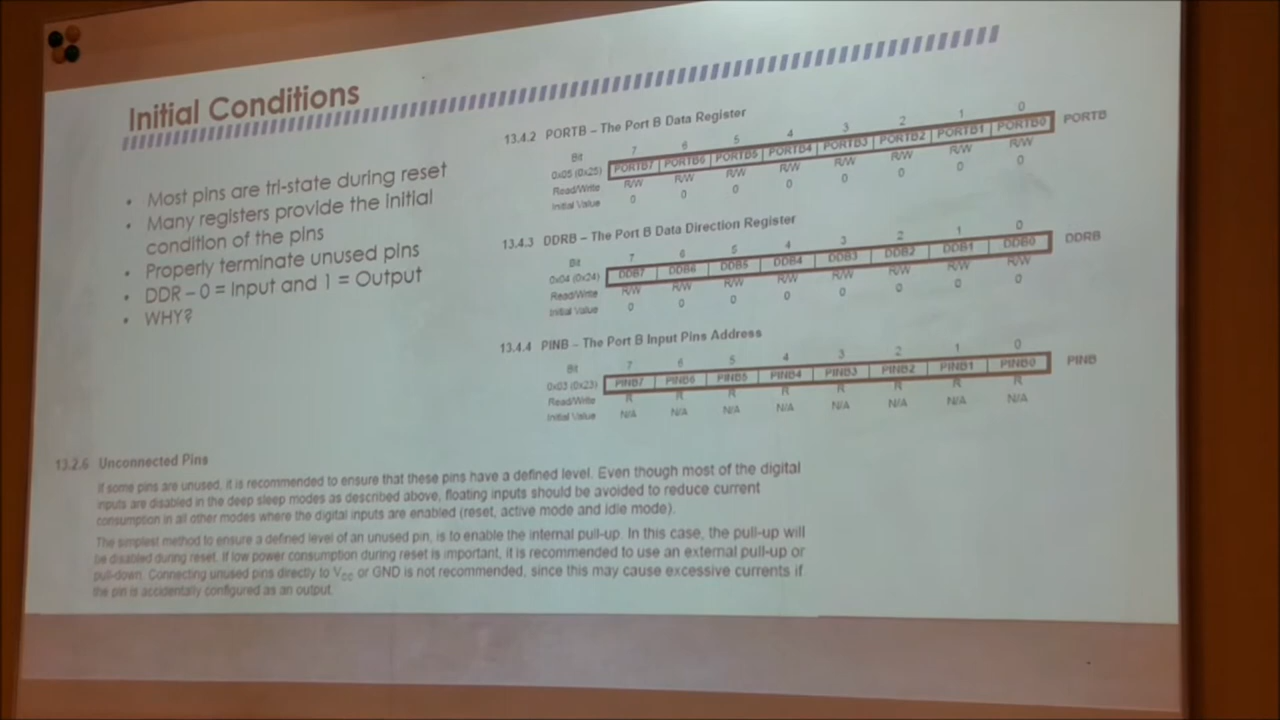 Initial Conditions
• Most pins are tri-state during reset
• Many registers provide the initial
condition of the pins
• Properly terminate unused pins
• DDR – 0 = Input and 1 = Output
• WHY?
13.4.2 PORTB – The Port B Data Register
Bit 7 6 5 4 3 2 1 0
0x05 (0x25) PORTB7 PORTB6 PORTB5 PORTB4 PORTB3 PORTB2 PORTB1 PORTB0 PORTB
Read/Write R/W R/W R/W R/W R/W R/W R/W R/W
Initial Value 0 0 0 0 0 0 0 0
13.4.3 DDRB – The Port B Data Direction Register
Bit 7 6 5 4 3 2 1 0
0x04 (0x24) DDB7 DDB6 DDB5 DDB4 DDB3 DDB2 DDB1 DDB0 DDRB
Read/Write R/W R/W R/W R/W R/W R/W R/W R/W
Initial Value 0 0 0 0 0 0 0 0
13.4.4 PINB – The Port B Input Pins Address
Bit 7 6 5 4 3 2 1 0
0x03 (0x23) PINB7 PINB6 PINB5 PINB4 PINB3 PINB2 PINB1 PINB0 PINB
Read/Write R R R R R R R R
Initial Value N/A N/A N/A N/A N/A N/A N/A N/A
13.2.6 Unconnected Pins
If some pins are unused, it is recommended to ensure that these pins have a defined level. Even though most of the digital
inputs are disabled in the deep sleep modes as described above, floating inputs should be avoided to reduce current
consumption in all other modes where the digital inputs are enabled (reset, active mode and idle mode).
The simplest method to ensure a defined level of an unused pin, is to enable the internal pull-up. In this case, the pull-up will
be disabled during reset. If low power consumption during reset is important, it is recommended to use an external pull-up or
pull-down. Connecting unused pins directly to VCC or GND is not recommended, since this may cause excessive currents if
the pin is accidentally configured as an output.